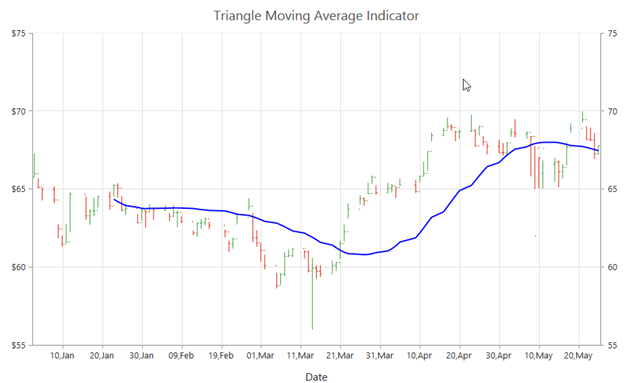 Triangle Moving Average Indicator
$75 75
$70 70
$65 65
$60 60
$55 55
10,Jan 20,Jan 30,Jan 09,Feb 19,Feb 01,Mar 11,Mar 21,Mar 31,Mar 10,Apr 20,Apr 30,Apr 10,May 20,May
Date